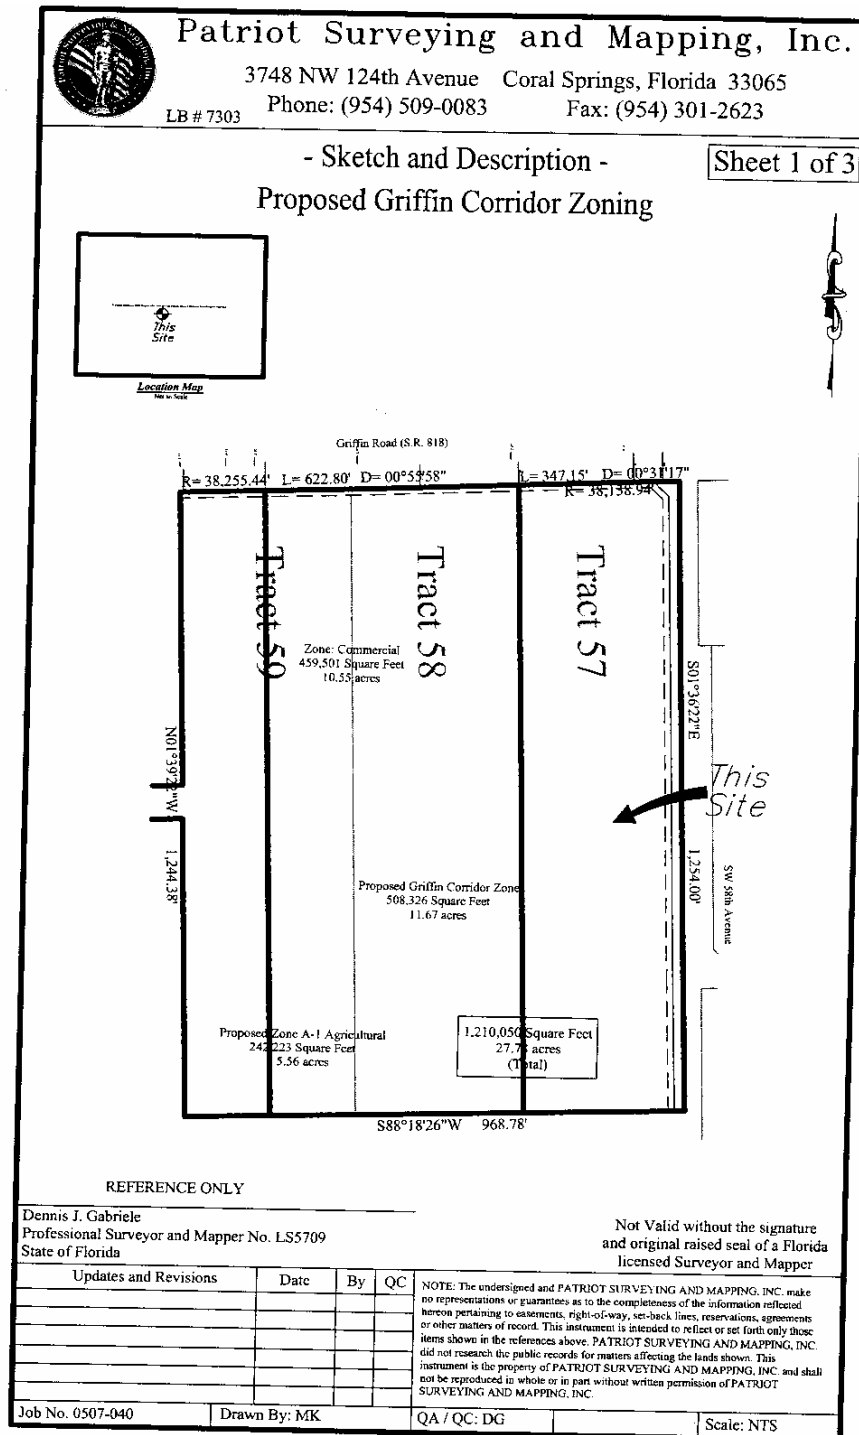 Patriot Surveying and Mapping, Inc.
3748 NW 124th Avenue Coral Springs, Florida 33065
LB # 7303 Phone: (954) 509-0083 Fax: (954) 301-2623
- Sketch and Description -
Sheet 1 of 3
Proposed Griffin Corridor Zoning
This
Site
Location Map
Not to Scale
Griffin Road (S.R. 818)
R= 38,255.44' L= 622.80' D= 00°55'58"
L= 347.15' D= 00°31'17"
R= 38,138.94'
Tract 59
Tract 58
Tract 57
Zone: Commercial
459,501 Square Feet
10.55 acres
S01°36'22"E
1,254.00'
N01°39'22"W
1,244.38'
This
Site
SW 58th Avenue
Proposed Griffin Corridor Zone
508,326 Square Feet
11.67 acres
Proposed Zone A-1 Agricultural
242,223 Square Feet
5.56 acres
1,210,050 Square Feet
27.78 acres
(Total)
S88°18'26"W 968.78'
REFERENCE ONLY
Dennis J. Gabriele
Professional Surveyor and Mapper No. LS5709
State of Florida
Not Valid without the signature
and original raised seal of a Florida
licensed Surveyor and Mapper
Updates and Revisions Date By QC
NOTE: The undersigned and PATRIOT SURVEYING AND MAPPING, INC. make
no representations or guarantees as to the completeness of the information reflected
hereon pertaining to easements, right-of-way, set-back lines, reservations, agreements
or other matters of record. This instrument is intended to reflect or set forth only those
items shown in the references above. PATRIOT SURVEYING AND MAPPING, INC.
did not research the public records for matters affecting the lands shown. This
instrument is the property of PATRIOT SURVEYING AND MAPPING, INC. and shall
not be reproduced in whole or in part without written permission of PATRIOT
SURVEYING AND MAPPING, INC.
Job No. 0507-040 Drawn By: MK QA / QC: DG Scale: NTS